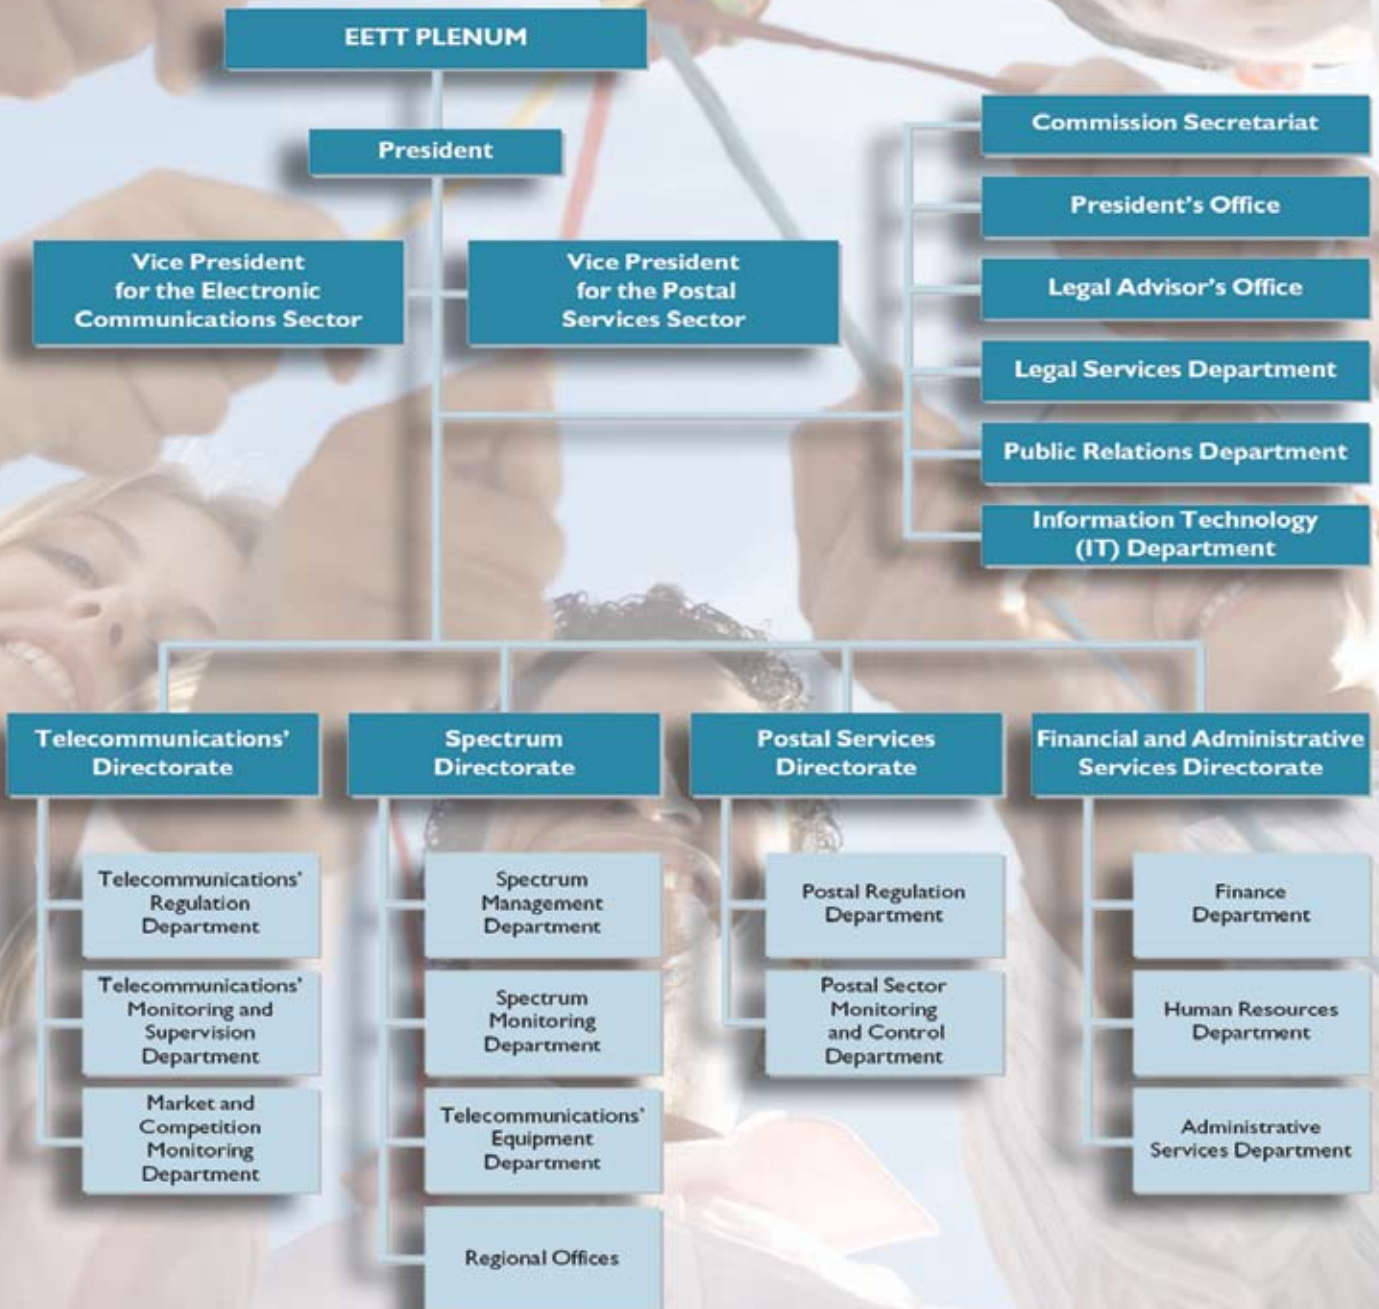 EETT PLENUM
President
Vice President
for the Electronic
Communications Sector
Vice President
for the Postal
Services Sector
Commission Secretariat
President's Office
Legal Advisor's Office
Legal Services Department
Public Relations Department
Information Technology
(IT) Department
Telecommunications'
Directorate
Telecommunications'
Regulation
Department
Telecommunications'
Monitoring and
Supervision
Department
Market and
Competition
Monitoring
Department
Spectrum
Directorate
Spectrum
Management
Department
Spectrum
Monitoring
Department
Telecommunications'
Equipment
Department
Regional Offices
Postal Services
Directorate
Postal Regulation
Department
Postal Sector
Monitoring
and Control
Department
Financial and Administrative
Services Directorate
Finance
Department
Human Resources
Department
Administrative
Services Department